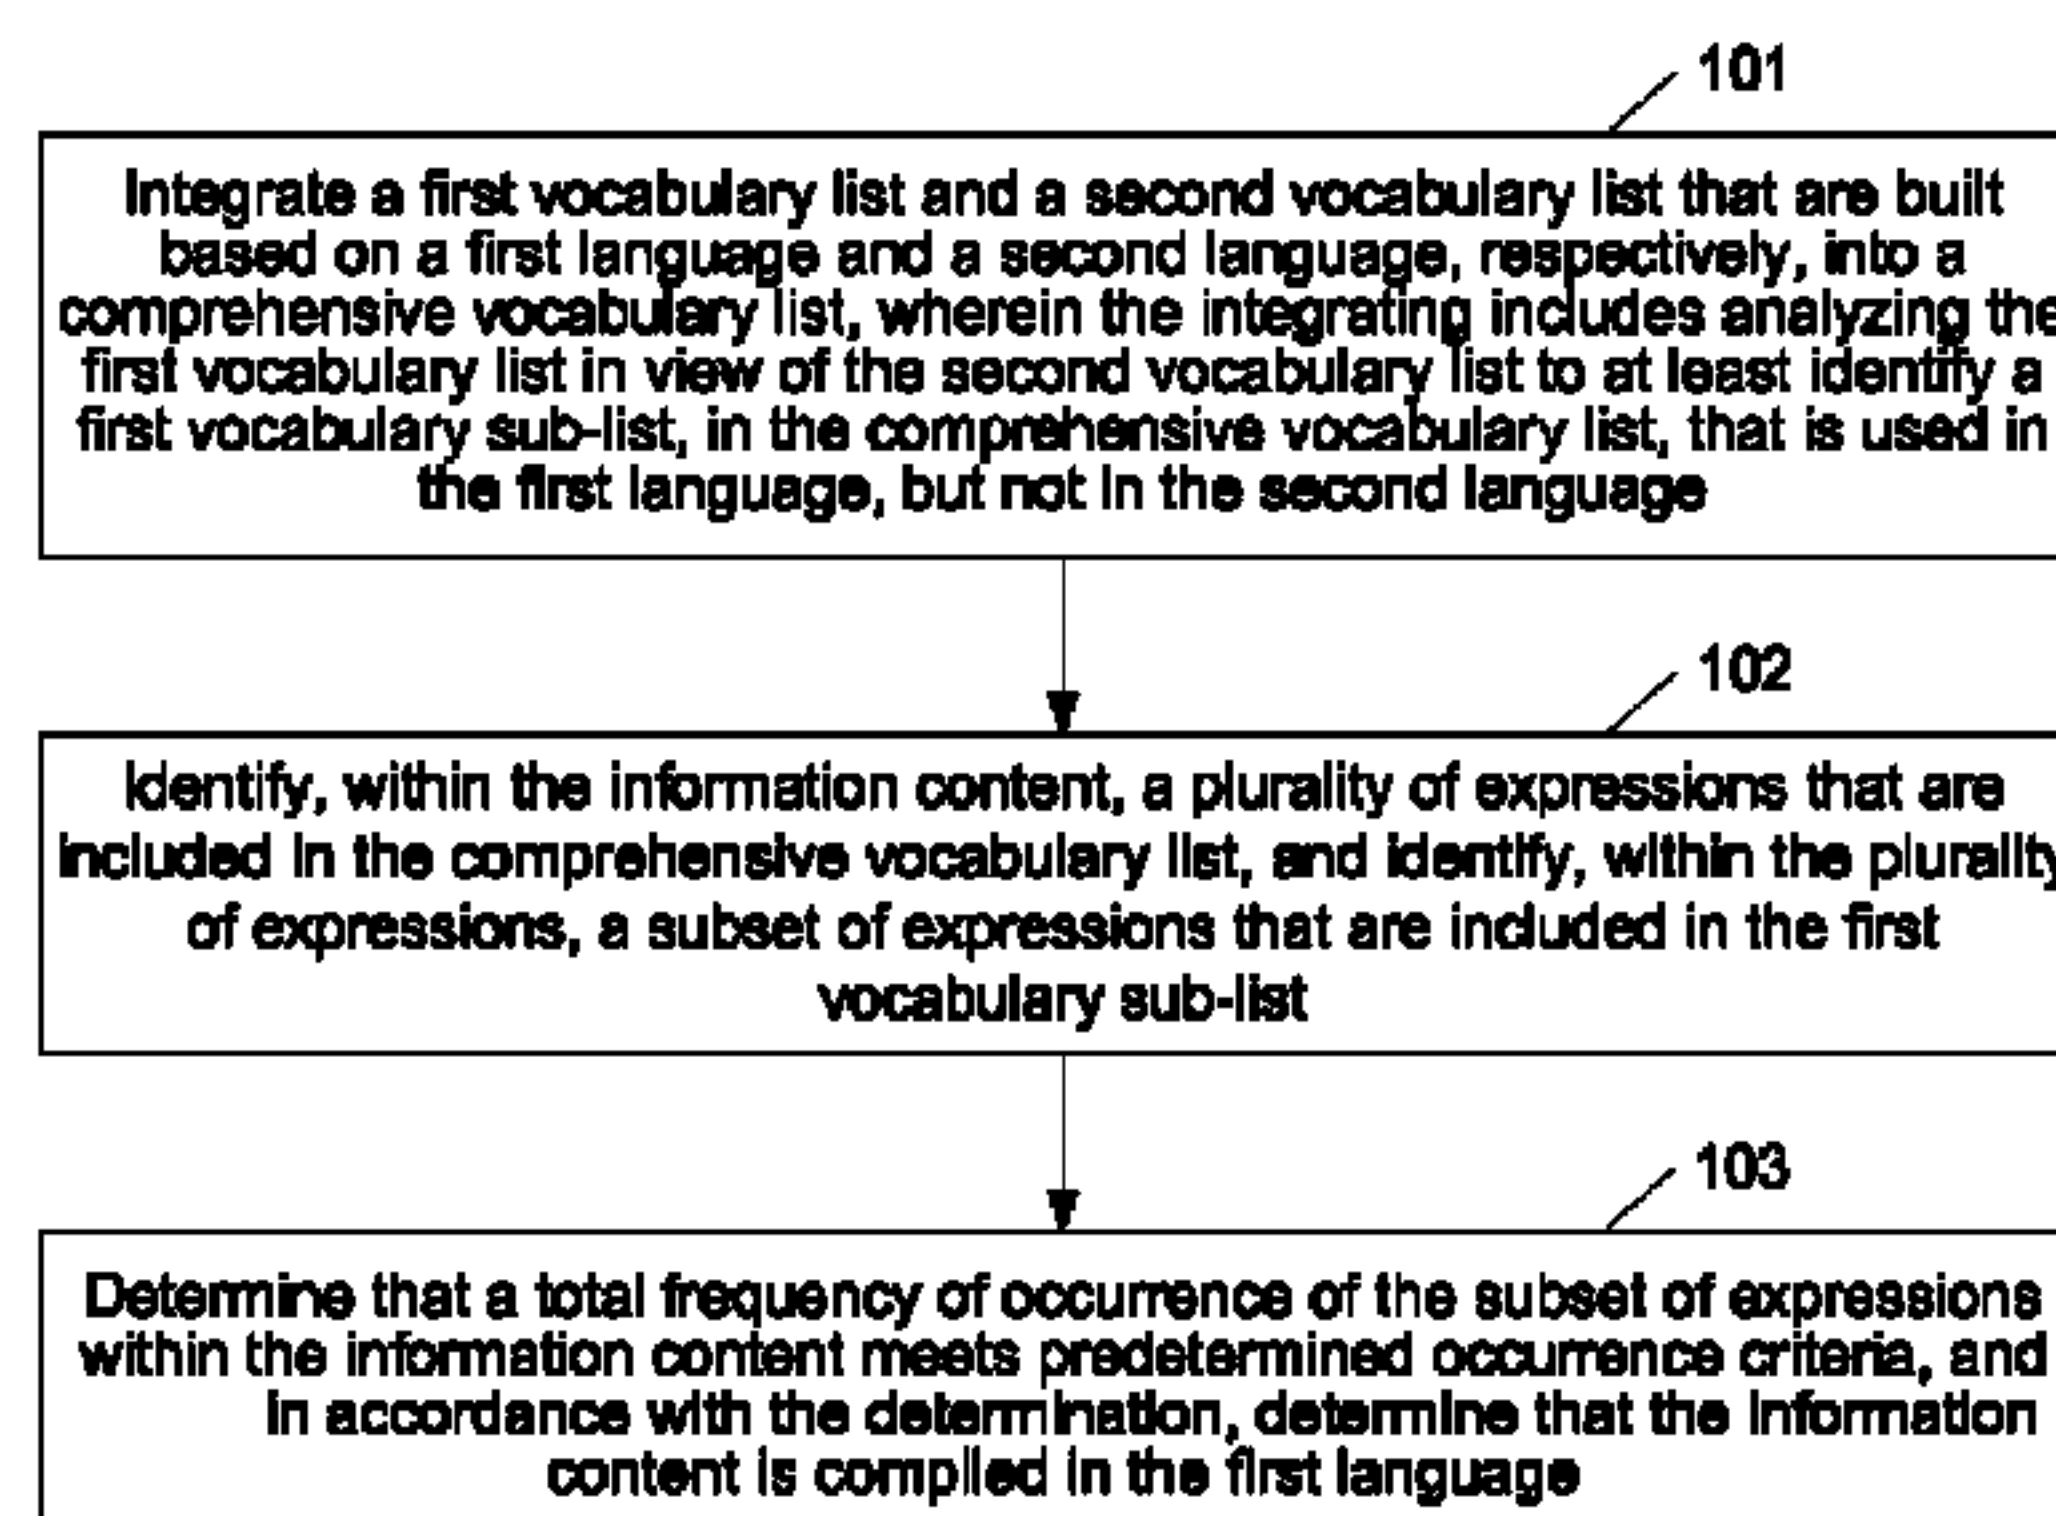 101
Integrate a first vocabulary list and a second vocabulary list that are built
based on a first language and a second language, respectively, into a
comprehensive vocabulary list, wherein the integrating includes analyzing the
first vocabulary list in view of the second vocabulary list to at least identify a
first vocabulary sub-list, in the comprehensive vocabulary list, that is used in
the first language, but not in the second language
102
Identify, within the information content, a plurality of expressions that are
included in the comprehensive vocabulary list, and identify, within the plurality
of expressions, a subset of expressions that are included in the first
vocabulary sub-list
103
Determine that a total frequency of occurrence of the subset of expressions
within the information content meets predetermined occurrence criteria, and
in accordance with the determination, determine that the information
content is compiled in the first language